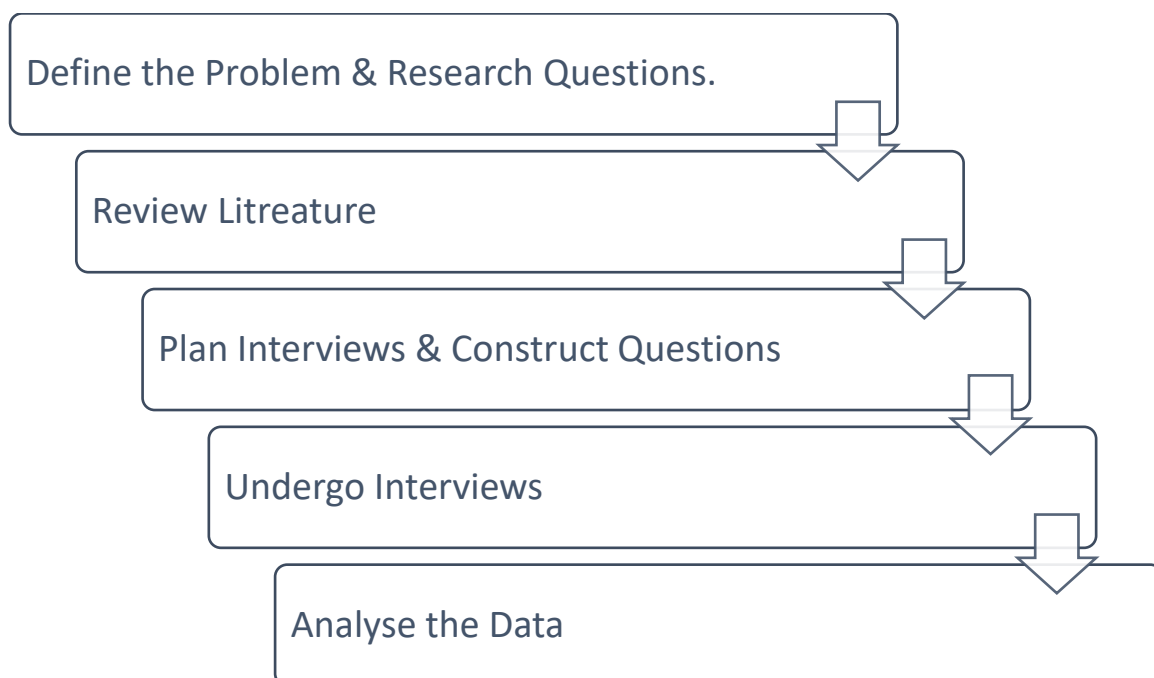 Define the Problem & Research Questions.
Review Litreature
Plan Interviews & Construct Questions
Undergo Interviews
Analyse the Data